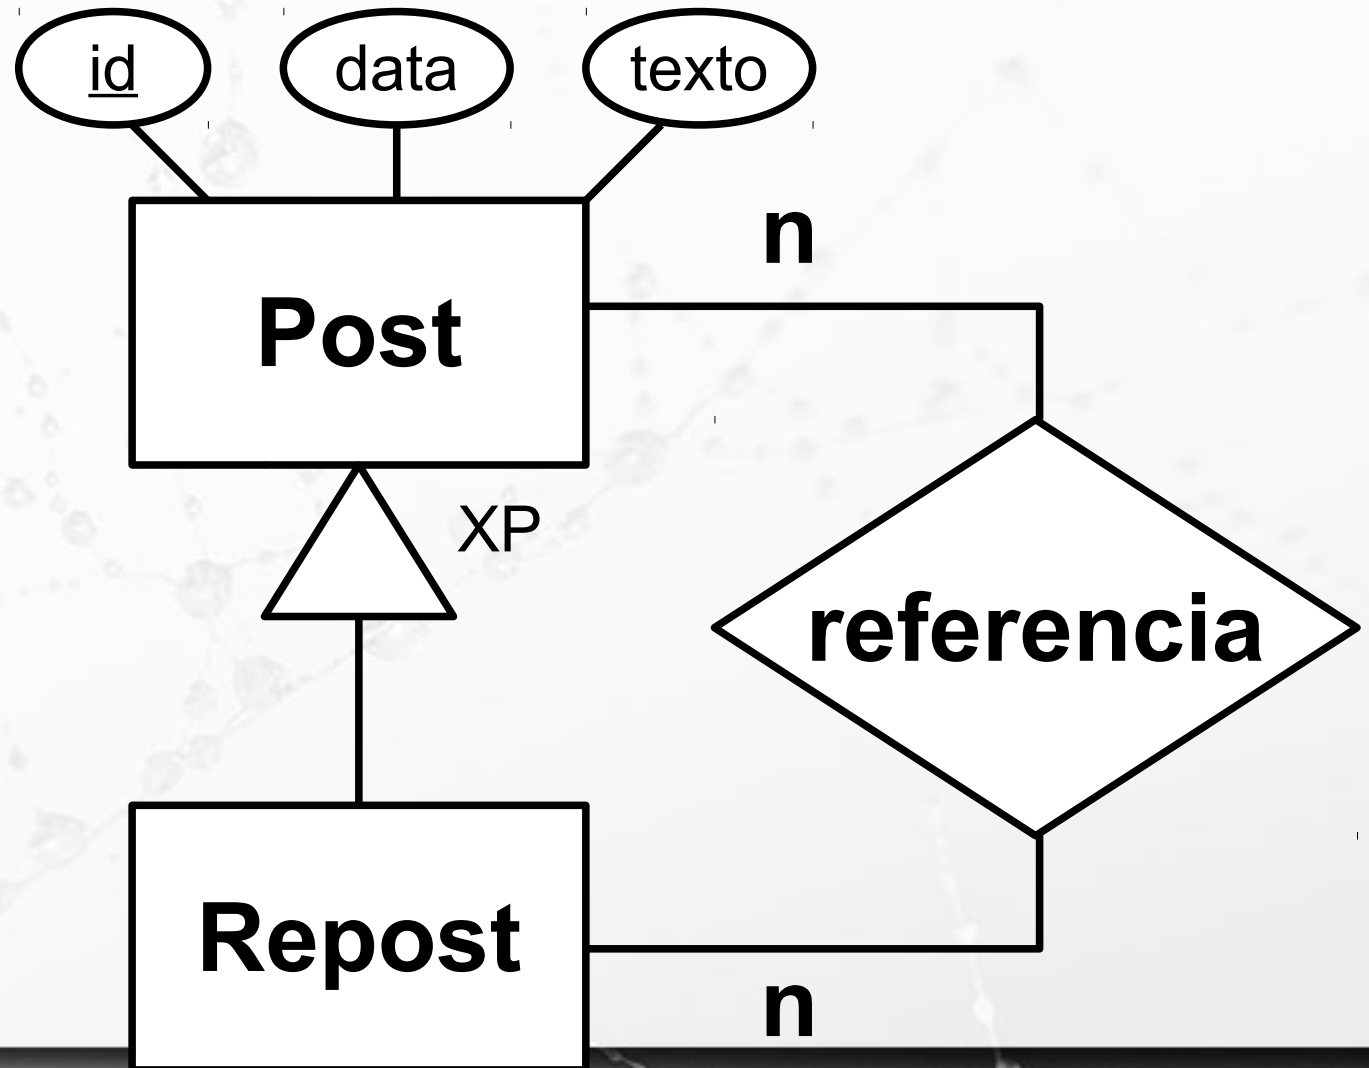 id data texto
n
Post
XP
referencia
Repost
n